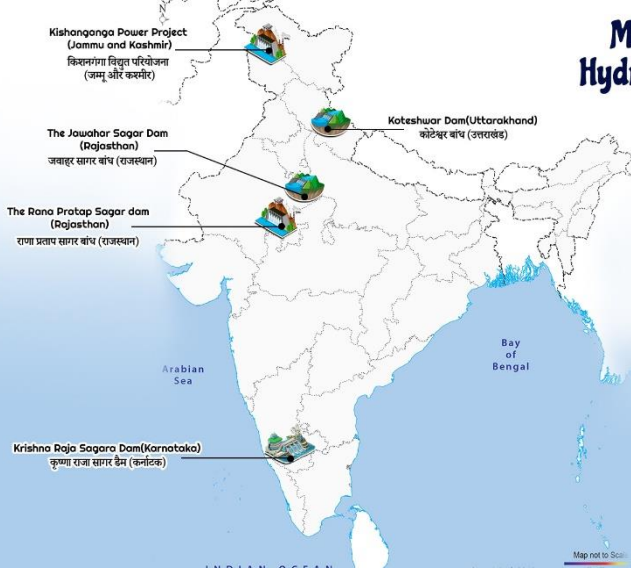 Kishanganga Power Project
(Jammu and Kashmir)
किशनगंगा विद्युत परियोजना
(जम्मू और कश्मीर)
Koteshwar Dam(Uttarakhand)
कोटेश्वर बांध (उत्तराखंड)
The Jawahar Sagar Dam
(Rajasthan)
जवाहर सागर बांध (राजस्थान)
The Rana Pratap Sagar dam
(Rajasthan)
राणा प्रताप सागर बांध (राजस्थान)
Arabian
Sea
Bay
of
Bengal
Krishna Raja Sagara Dam(Karnataka)
कृष्णा राजा सागर डैम (कर्नाटक)
Map not to Scale
INDIAN OCEAN